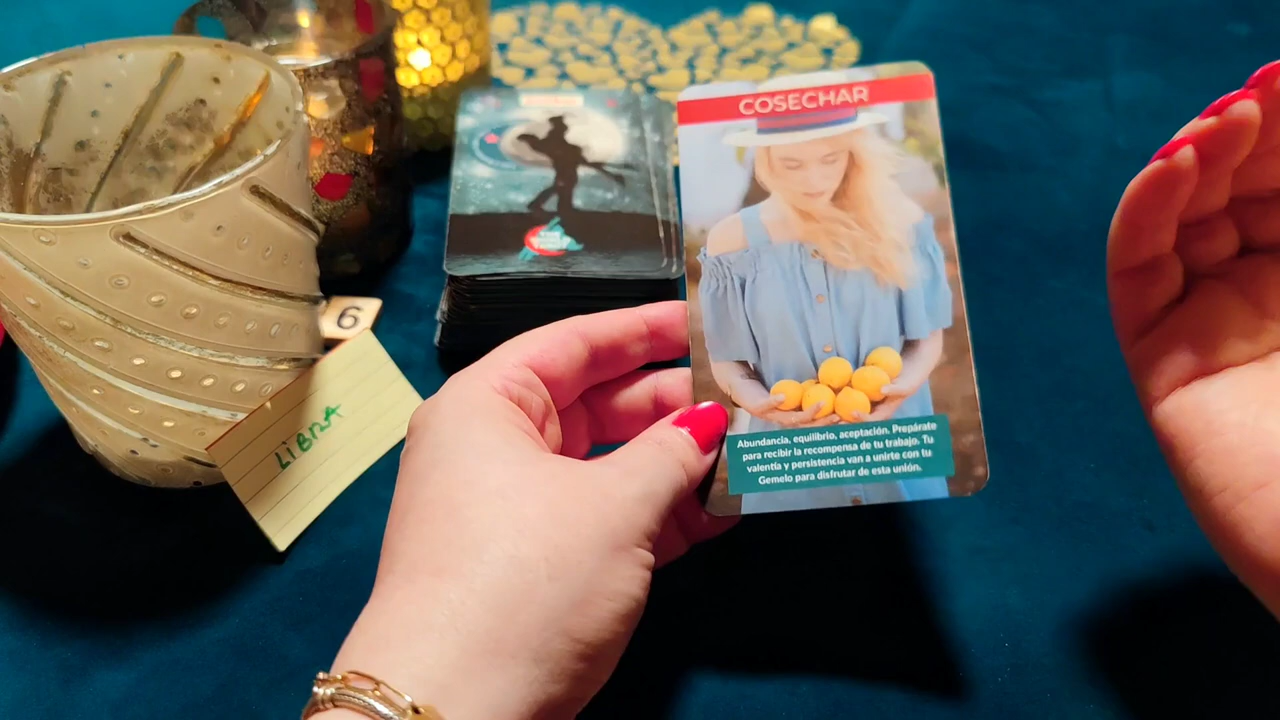 COSECHAR
Abundancia, equilibrio, aceptación. Prepárate
para recibir la recompensa de tu trabajo. Tu
valentía y persistencia van a unirte con tu
Gemelo para disfrutar de esta unión.
6
LIBRA